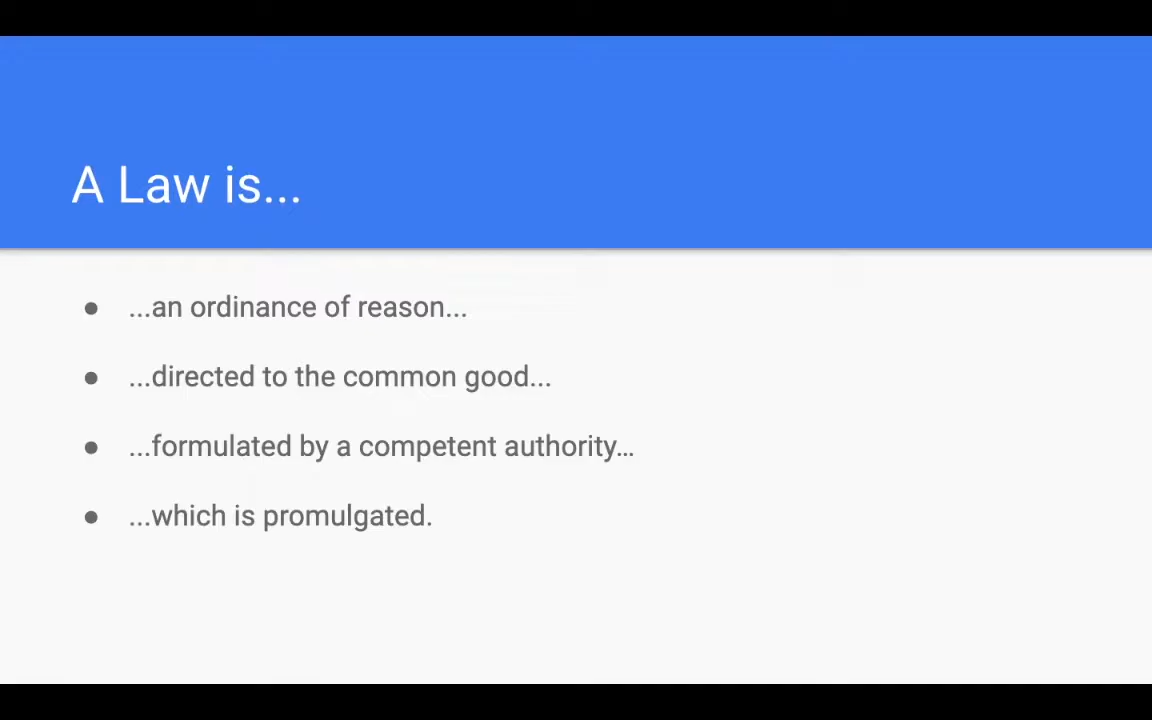 A Law is...
● ...an ordinance of reason...
● ...directed to the common good...
● ...formulated by a competent authority…
● ...which is promulgated.